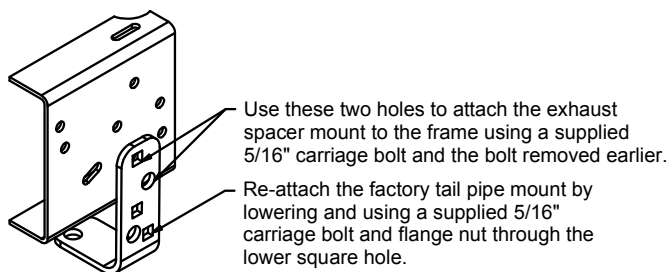 Use these two holes to attach the exhaust
spacer mount to the frame using a supplied
5/16" carriage bolt and the bolt removed earlier.
Re-attach the factory tail pipe mount by
lowering and using a supplied 5/16"
carriage bolt and flange nut through the
lower square hole.